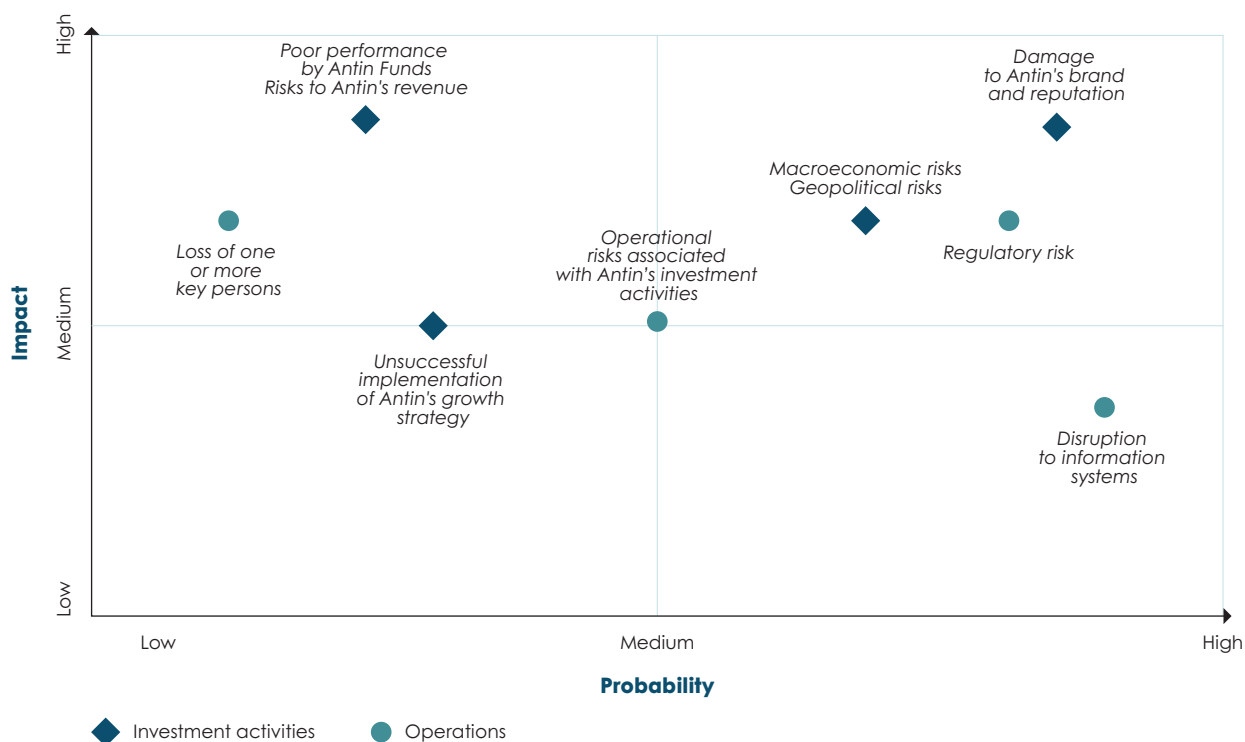 High
Poor performance
by Antin Funds
Risks to Antin's revenue
Damage
to Antin's brand
and reputation
Macroeconomic risks
Geopolitical risks
Loss of one
or more
key persons
Operational
risks associated
with Antin's investment
activities
Regulatory risk
Impact
Medium
Unsuccessful
implementation
of Antin's growth
strategy
Disruption
to information
systems
Low
Low
Medium
High
Probability
Investment activities
Operations